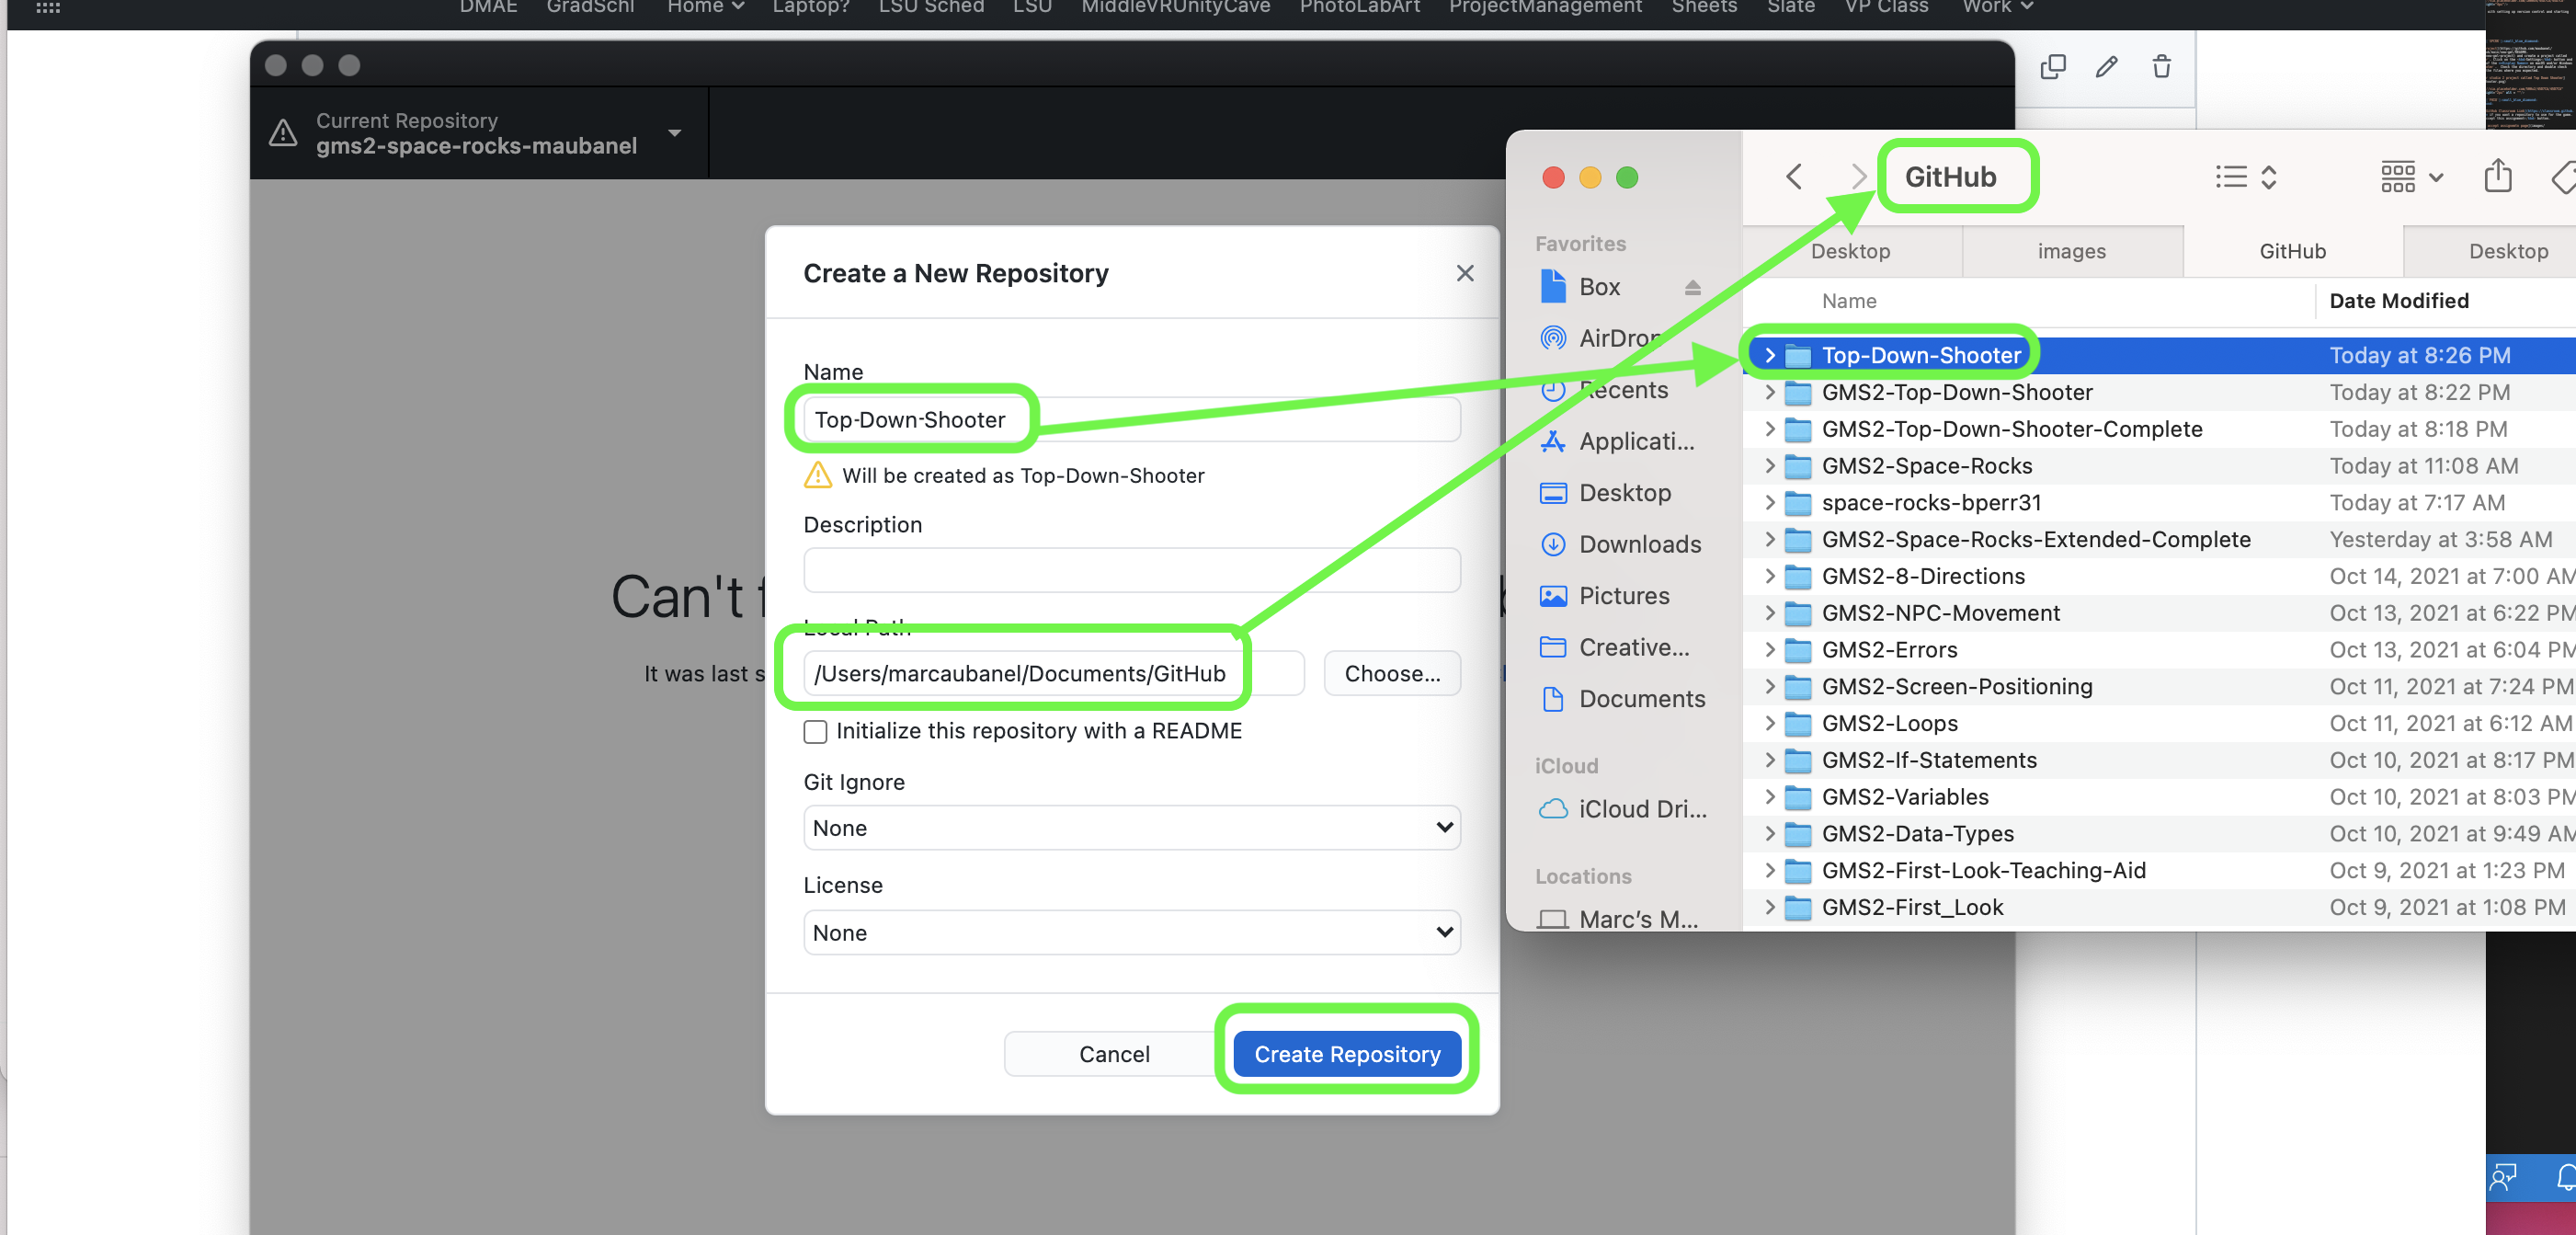 DMAE GradSchl Home Laptop? LSU Sched LSU MiddleVRUnityCave PhotoLabArt ProjectManagement Sheets Slate VP Class Work
Current Repository
gms2-space-rocks-maubanel
Can't f
It was last s
Create a New Repository
Name
Top-Down-Shooter
Will be created as Top-Down-Shooter
Description
Local Path
/Users/marcaubanel/Documents/GitHub
Choose...
Initialize this repository with a README
Git Ignore
None
License
None
Cancel
Create Repository
GitHub
Favorites
Box
AirDrop
Recents
Applicati...
Desktop
Downloads
Pictures
Creative...
Documents
iCloud
iCloud Dri...
Locations
Marc's M...
Desktop images GitHub Desktop
Name Date Modified
Top-Down-Shooter Today at 8:26 PM
GMS2-Top-Down-Shooter Today at 8:22 PM
GMS2-Top-Down-Shooter-Complete Today at 8:18 PM
GMS2-Space-Rocks Today at 11:08 AM
space-rocks-bperr31 Today at 7:17 AM
GMS2-Space-Rocks-Extended-Complete Yesterday at 3:58 AM
GMS2-8-Directions Oct 14, 2021 at 7:00 AM
GMS2-NPC-Movement Oct 13, 2021 at 6:22 PM
GMS2-Errors Oct 13, 2021 at 6:04 PM
GMS2-Screen-Positioning Oct 11, 2021 at 7:24 PM
GMS2-Loops Oct 11, 2021 at 6:12 AM
GMS2-If-Statements Oct 10, 2021 at 8:17 PM
GMS2-Variables Oct 10, 2021 at 8:03 PM
GMS2-Data-Types Oct 10, 2021 at 9:49 AM
GMS2-First-Look-Teaching-Aid Oct 9, 2021 at 1:23 PM
GMS2-First_Look Oct 9, 2021 at 1:08 PM